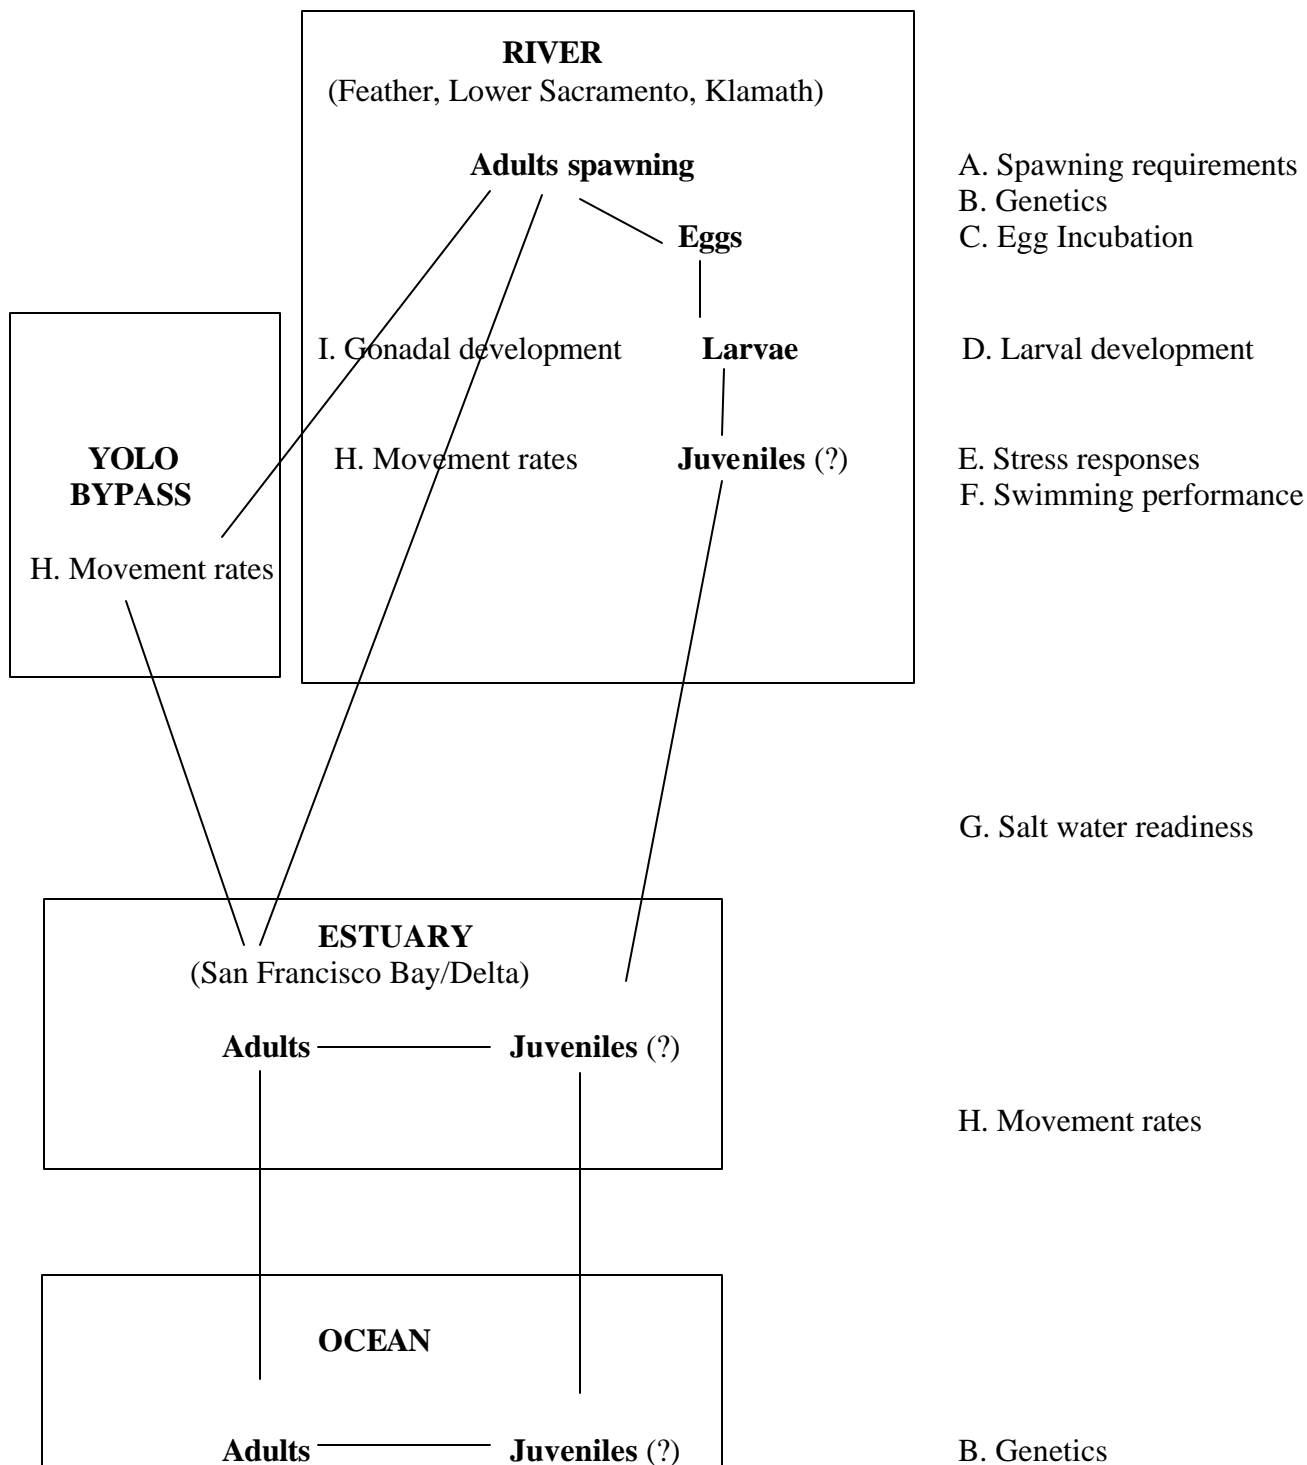 RIVER
(Feather, Lower Sacramento, Klamath)
Adults spawning
A. Spawning requirements
B. Genetics
Eggs
C. Egg Incubation
I. Gonadal development
Larvae
D. Larval development
YOLO
BYPASS
H. Movement rates
H. Movement rates
Juveniles (?)
E. Stress responses
F. Swimming performance
G. Salt water readiness
ESTUARY
(San Francisco Bay/Delta)
Adults
Juveniles (?)
H. Movement rates
OCEAN
Adults
Juveniles (?)
B. Genetics